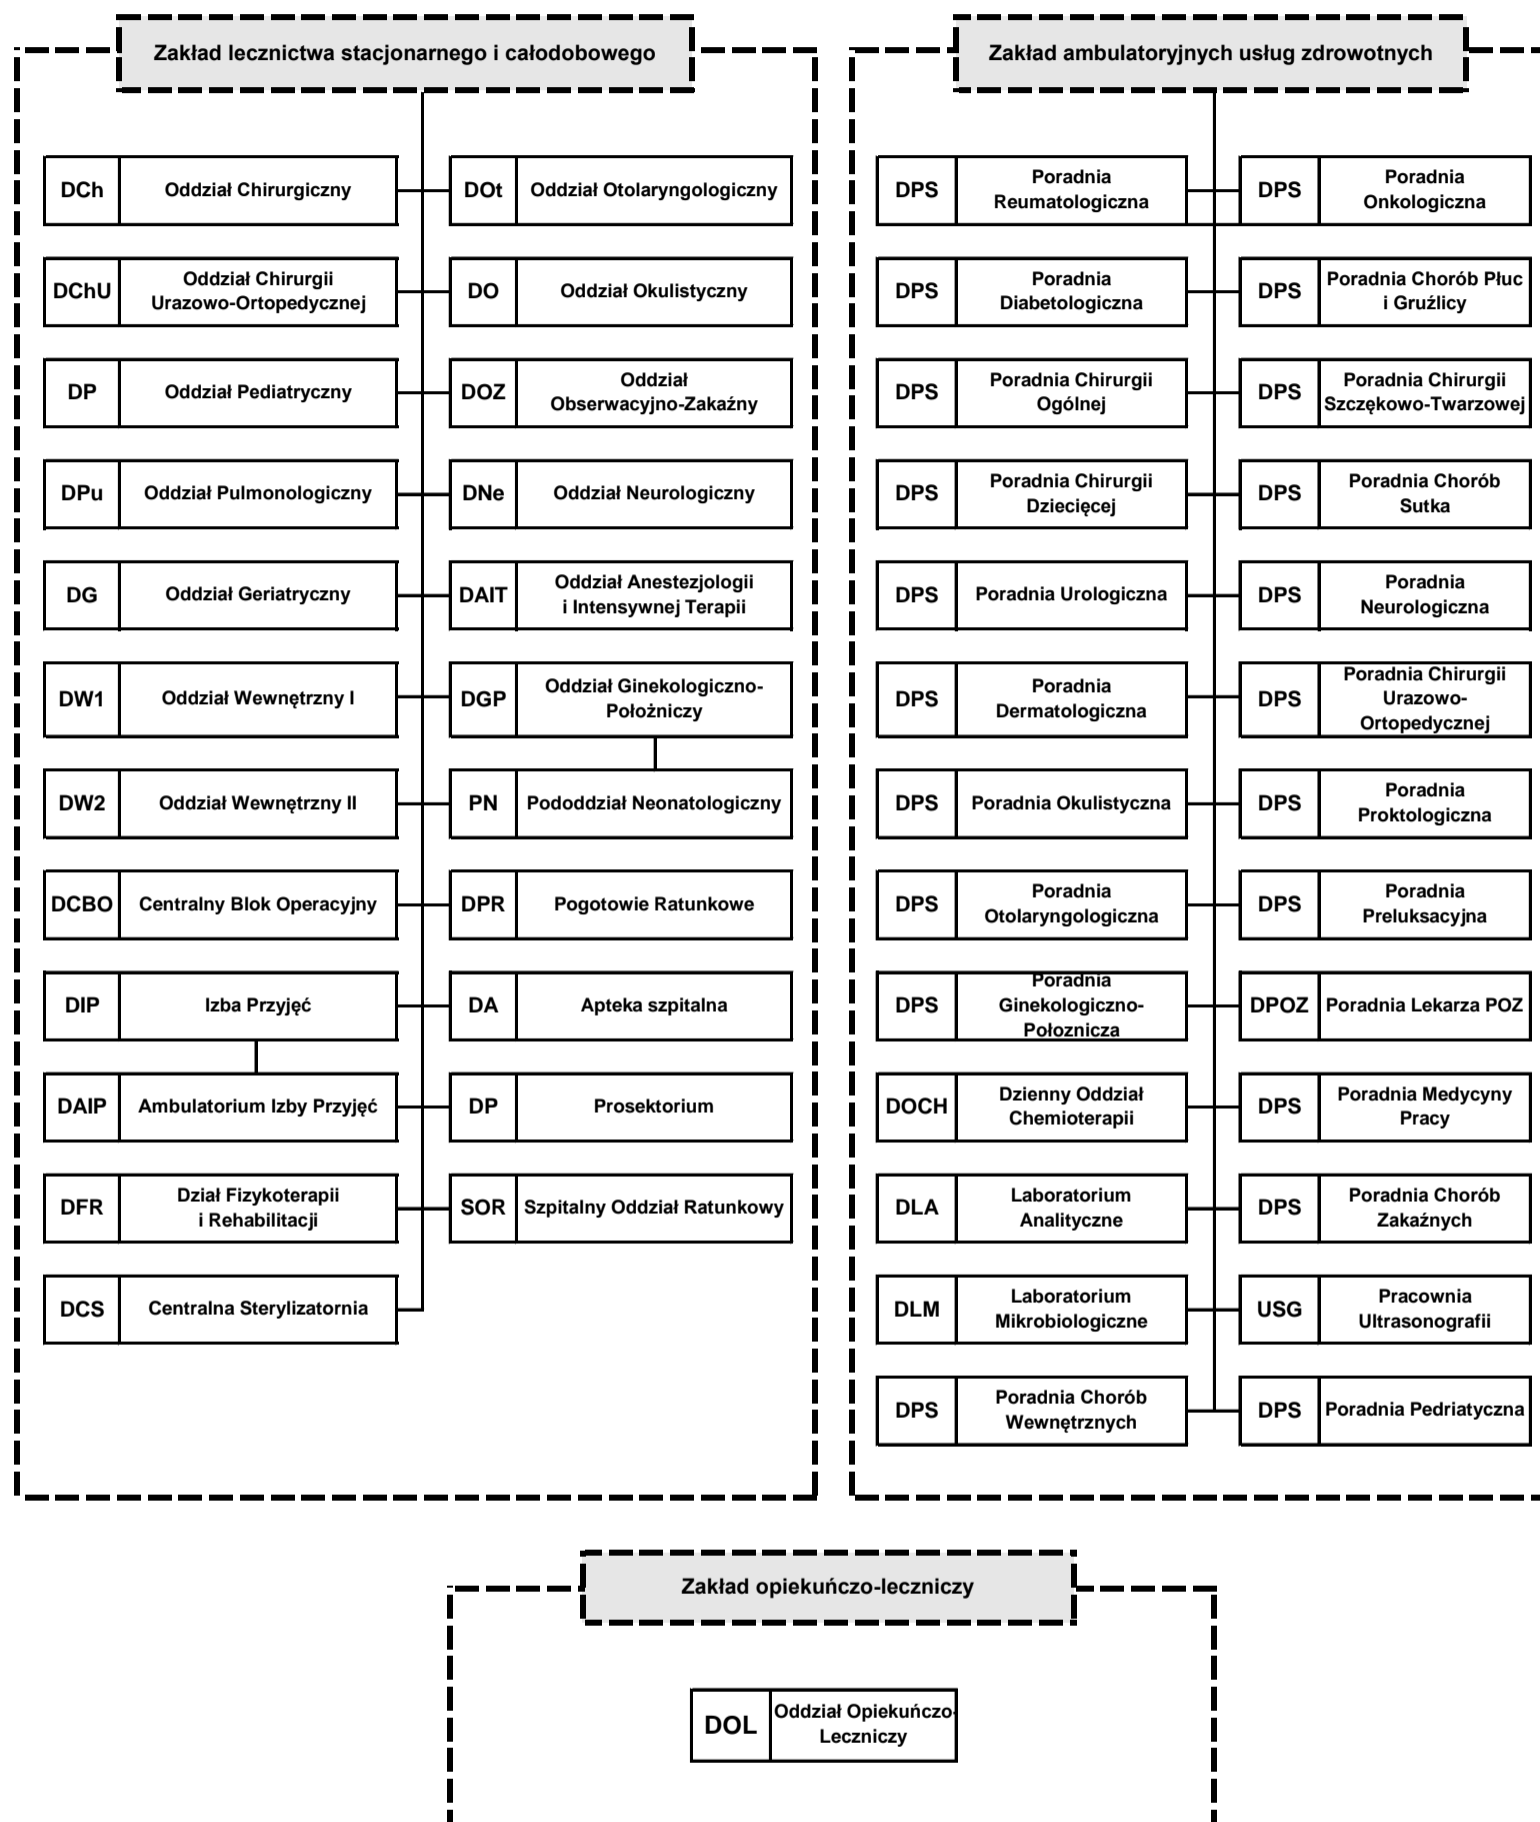 Zakład lecznictwa stacjonarnego i całodobowego
DCh
Oddział Chirurgiczny
DOt
Oddział Otolaryngologiczny
DChU
Oddział Chirurgii
Urazowo-Ortopedycznej
DO
Oddział Okulistyczny
DP
Oddział Pediatryczny
DOZ
Oddział
Obserwacyjno-Zakaźny
DPu
Oddział Pulmonologiczny
DNe
Oddział Neurologiczny
DG
Oddział Geriatryczny
DAIT
Oddział Anestezjologii
i Intensywnej Terapii
DW1
Oddział Wewnętrzny I
DGP
Oddział Ginekologiczno-
Położniczy
DW2
Oddział Wewnętrzny II
PN
Pododdział Neonatologiczny
DCBO
Centralny Blok Operacyjny
DPR
Pogotowie Ratunkowe
DIP
Izba Przyjęć
DA
Apteka szpitalna
DAIP
Ambulatorium Izby Przyjęć
DP
Prosektorium
DFR
Dział Fizykoterapii
i Rehabilitacji
SOR
Szpitalny Oddział Ratunkowy
DCS
Centralna Sterylizatornia
Zakład ambulatoryjnych usług zdrowotnych
DPS
Poradnia
Reumatologiczna
DPS
Poradnia
Onkologiczna
DPS
Poradnia
Diabetologiczna
DPS
Poradnia Chorób Płuc
i Gruźlicy
DPS
Poradnia Chirurgii
Ogólnej
DPS
Poradnia Chirurgii
Szczękowo-Twarzowej
DPS
Poradnia Chirurgii
Dziecięcej
DPS
Poradnia Chorób
Sutka
DPS
Poradnia Urologiczna
DPS
Poradnia
Neurologiczna
DPS
Poradnia
Dermatologiczna
DPS
Poradnia Chirurgii
Urazowo-
Ortopedycznej
DPS
Poradnia Okulistyczna
DPS
Poradnia
Proktologiczna
DPS
Poradnia
Otolaryngologiczna
DPS
Poradnia
Preluksacyjna
DPS
Poradnia
Ginekologiczno-
Położnicza
DPOZ
Poradnia Lekarza POZ
DOCH
Dzienny Oddział
Chemioterapii
DPS
Poradnia Medycyny
Pracy
DLA
Laboratorium
Analityczne
DPS
Poradnia Chorób
Zakaźnych
DLM
Laboratorium
Mikrobiologiczne
USG
Pracownia
Ultrasonografii
DPS
Poradnia Chorób
Wewnętrznych
DPS
Poradnia Pedriatyczna
Zakład opiekuńczo-leczniczy
DOL
Oddział Opiekuńczo-
Leczniczy